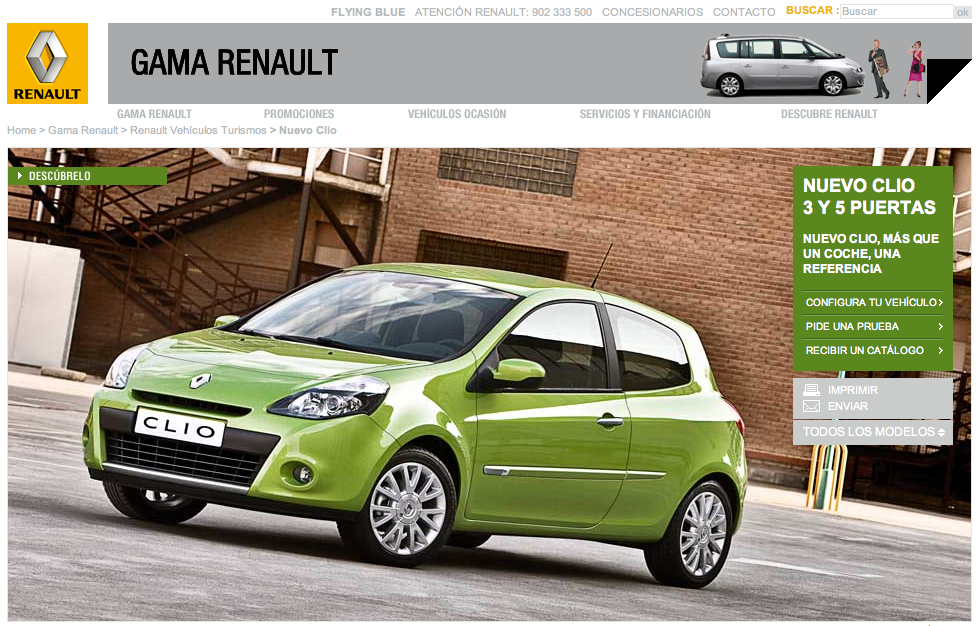 FLYING BLUE ATENCIÓN RENAULT: 902 333 500 CONCESIONARIOS CONTACTO BUSCAR : Buscar ok
RENAULT
GAMA RENAULT
GAMA RENAULT PROMOCIONES VEHÍCULOS OCASIÓN SERVICIOS Y FINANCIACIÓN DESCUBRE RENAULT
Home > Gama Renault > Renault Vehículos Turismos > Nuevo Clio
DESCÚBRELO
NUEVO CLIO
3 Y 5 PUERTAS
NUEVO CLIO, MÁS QUE
UN COCHE, UNA
REFERENCIA
CONFIGURA TU VEHÍCULO
PIDE UNA PRUEBA
RECIBIR UN CATÁLOGO
IMPRIMIR
ENVIAR
TODOS LOS MODELOS
CLIO